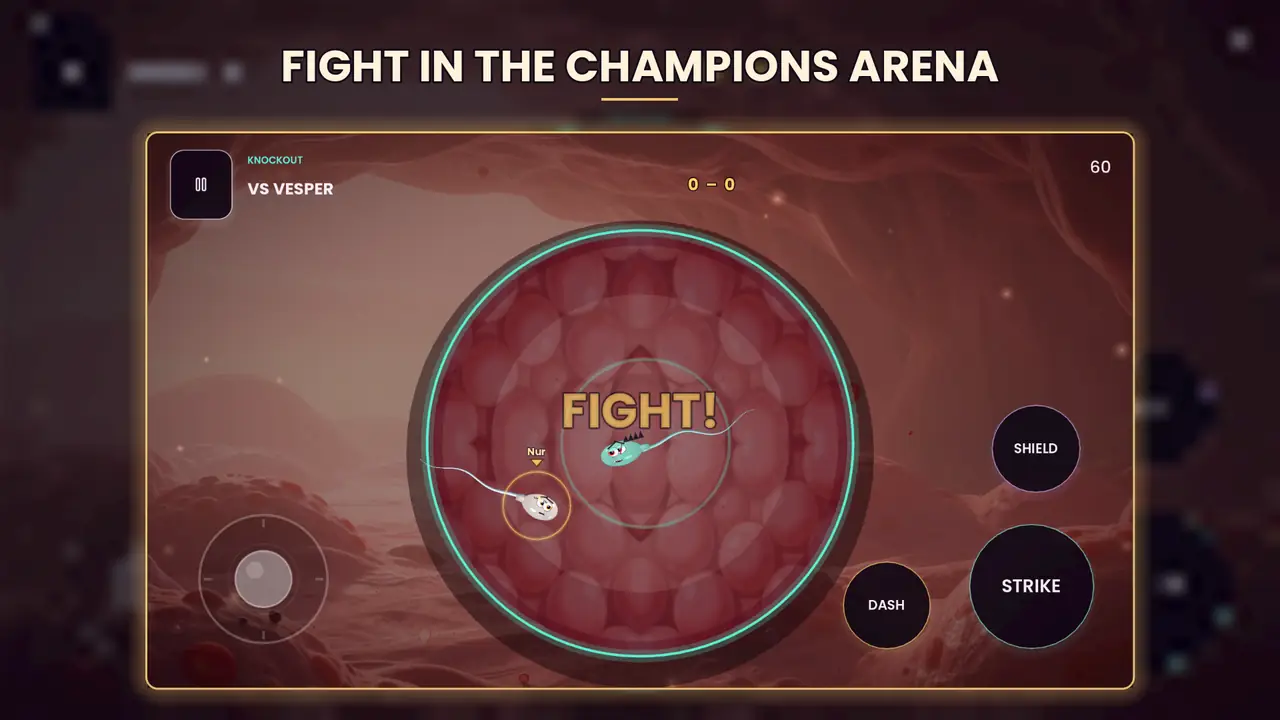 FIGHT IN THE CHAMPIONS ARENA
KNOCKOUT
VS VESPER
0 – 0
60
FIGHT!
Nur
SHIELD
STRIKE
DASH